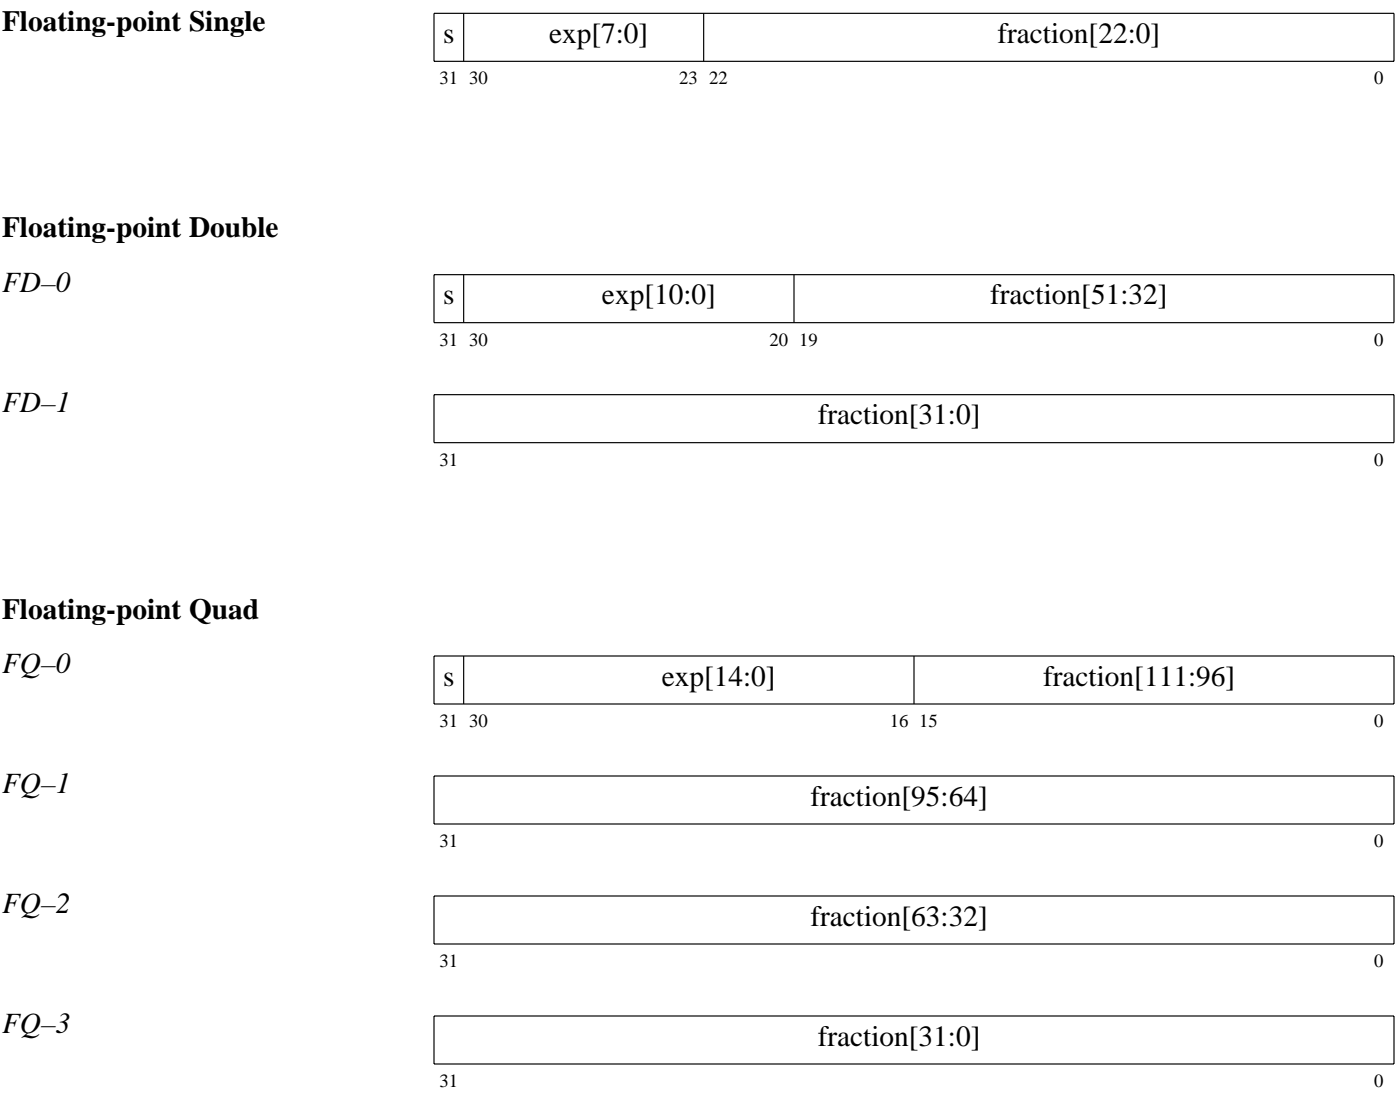 Floating-point Single
s exp[7:0] fraction[22:0]
31 30 23 22 0
Floating-point Double
FD–0
s exp[10:0] fraction[51:32]
31 30 20 19 0
FD–1
fraction[31:0]
31 0
Floating-point Quad
FQ–0
s exp[14:0] fraction[111:96]
31 30 16 15 0
FQ–1
fraction[95:64]
31 0
FQ–2
fraction[63:32]
31 0
FQ–3
fraction[31:0]
31 0